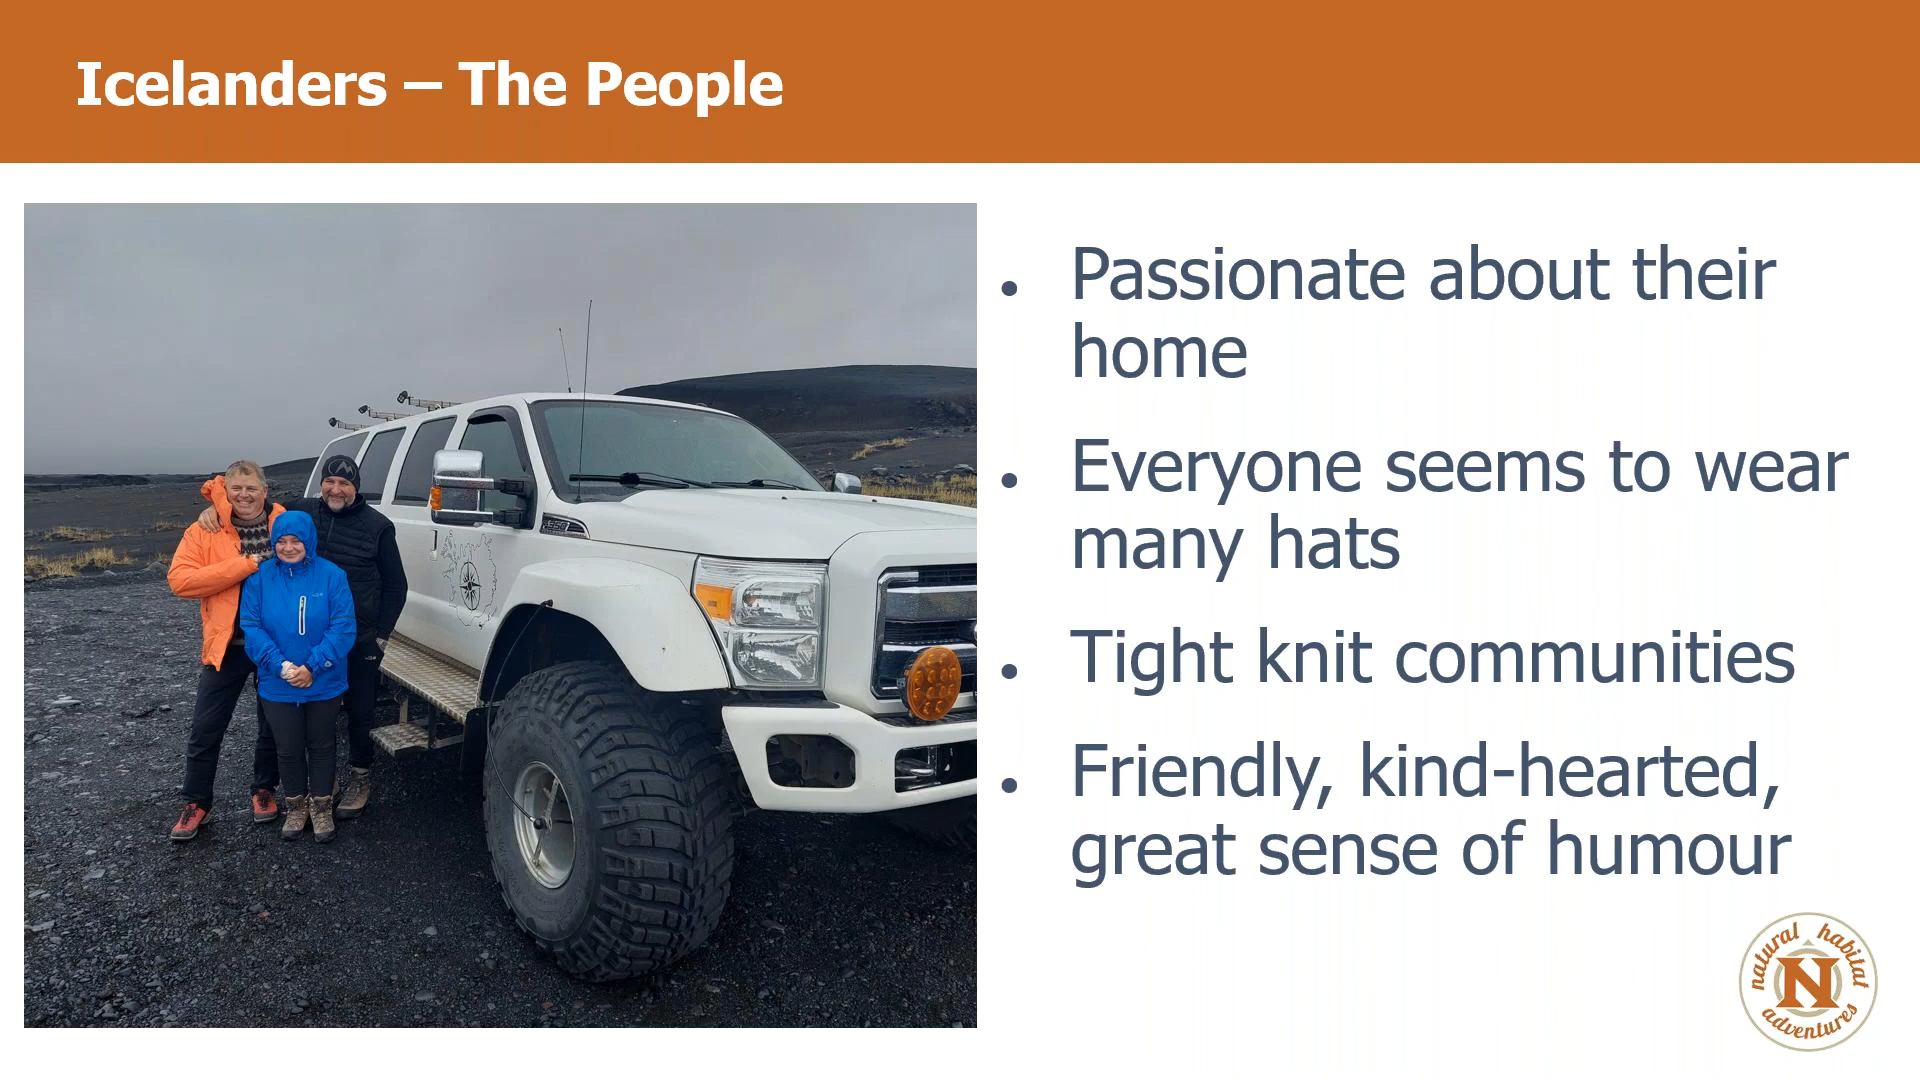 Icelanders – The People
• Passionate about their
home
• Everyone seems to wear
many hats
• Tight knit communities
• Friendly, kind-hearted,
great sense of humour
natural habitat
N
adventures